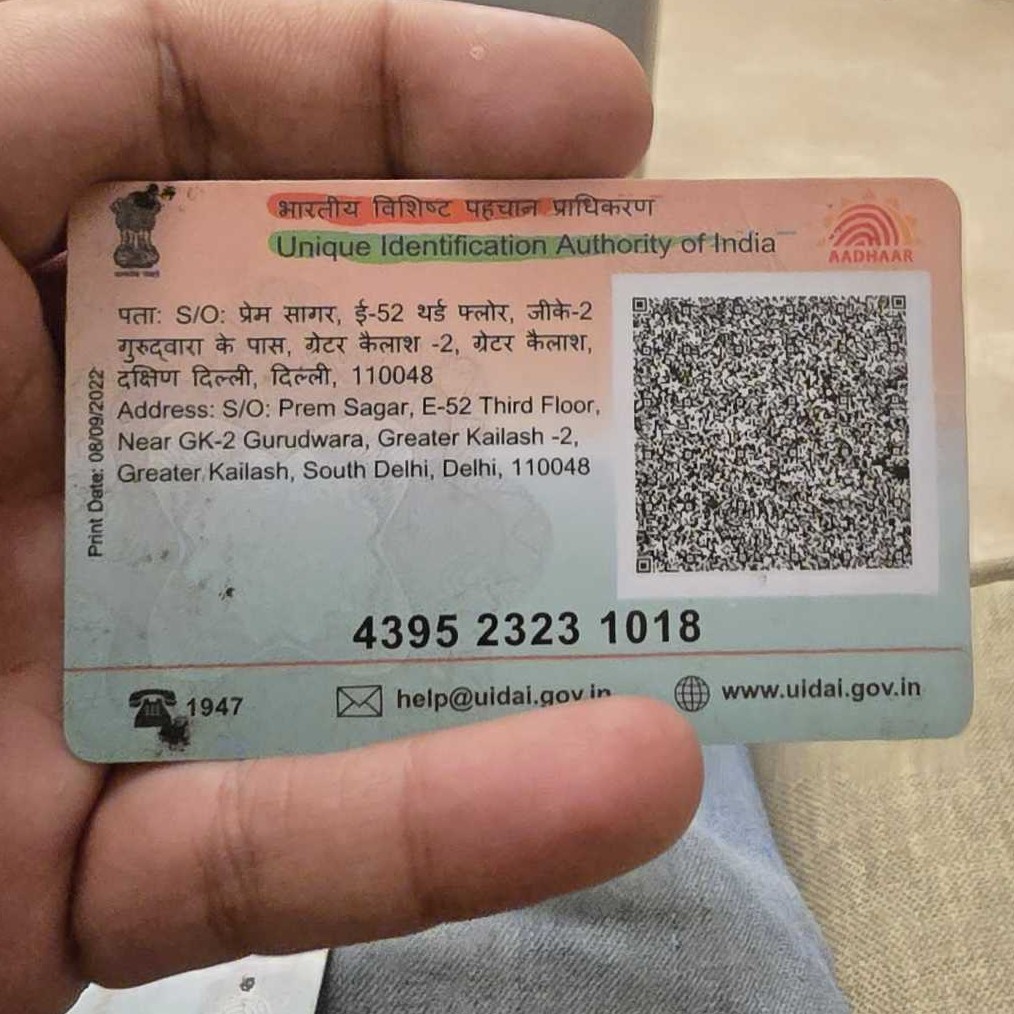 भारतीय विशिष्ट पहचान प्राधिकरण
Unique Identification Authority of India
AADHAAR
पता: S/O: प्रेम सागर, ई-52 थर्ड फ्लोर, जीके-2
गुरुद्वारा के पास, ग्रेटर कैलाश -2, ग्रेटर कैलाश,
दक्षिण दिल्ली, दिल्ली, 110048
Address: S/O: Prem Sagar, E-52 Third Floor,
Near GK-2 Gurudwara, Greater Kailash -2,
Greater Kailash, South Delhi, Delhi, 110048
Print Date: 08/09/2022
4395 2323 1018
1947
help@uidai.gov.in
www.uidai.gov.in